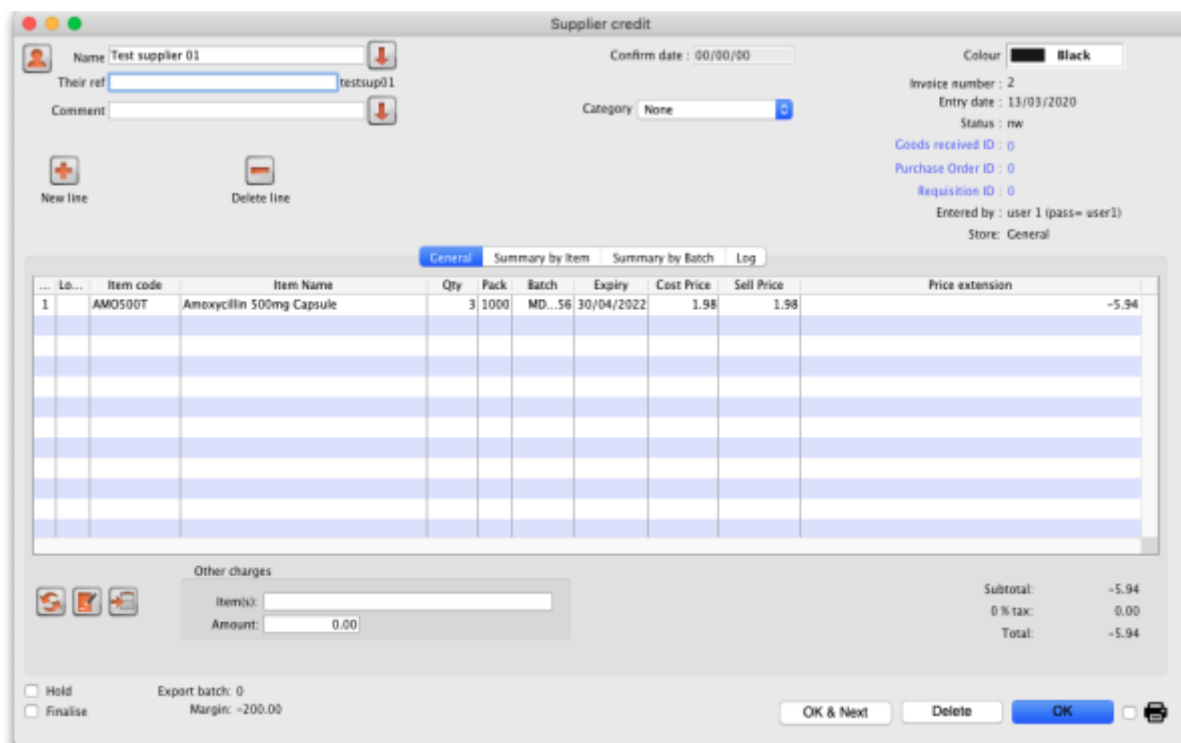 Supplier credit
Name Test supplier 01
Confirm date : 00/00/00
Colour Black
Their ref testsup01
Invoice number : 2
Comment
Category None
Entry date : 13/03/2020
Status : nw
Goods received ID : 0
Purchase Order ID : 0
Requisition ID : 0
New line Delete line
Entered by : user 1 (pass= user1)
Store: General
General Summary by Item Summary by Batch Log
... Lo... Item code Item Name Qty Pack Batch Expiry Cost Price Sell Price Price extension
1 AMO500T Amoxycillin 500mg Capsule 3 1000 MD...56 30/04/2022 1.98 1.98 -5.94
Other charges
Item(s):
Amount: 0.00
Subtotal: -5.94
0 % tax: 0.00
Total: -5.94
Hold Export batch: 0
Finalise Margin: -200.00
OK & Next Delete OK